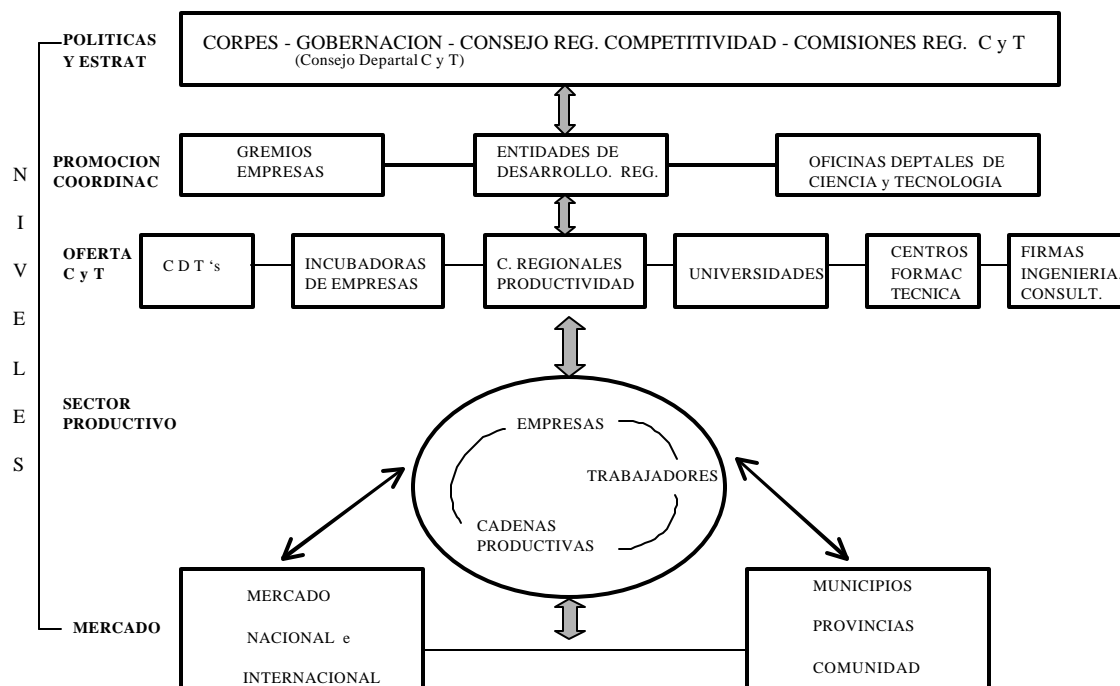 POLITICAS
Y ESTRAT
CORPES - GOBERNACION - CONSEJO REG. COMPETITIVIDAD - COMISIONES REG. C y T
(Consejo Departal C y T)
N
I
V
E
L
E
S
PROMOCION
COORDINAC
GREMIOS
EMPRESAS
ENTIDADES DE
DESARROLLO. REG.
OFICINAS DEPTALES DE
CIENCIA y TECNOLOGIA
OFERTA
C y T
C D T ‘s
INCUBADORAS
DE EMPRESAS
C. REGIONALES
PRODUCTIVIDAD
UNIVERSIDADES
CENTROS
FORMAC
TECNICA
FIRMAS
INGENIERIA.
CONSULT.
SECTOR
PRODUCTIVO
EMPRESAS
TRABAJADORES
CADENAS
PRODUCTIVAS
MERCADO
MERCADO
NACIONAL e
INTERNACIONAL
MUNICIPIOS
PROVINCIAS
COMUNIDAD